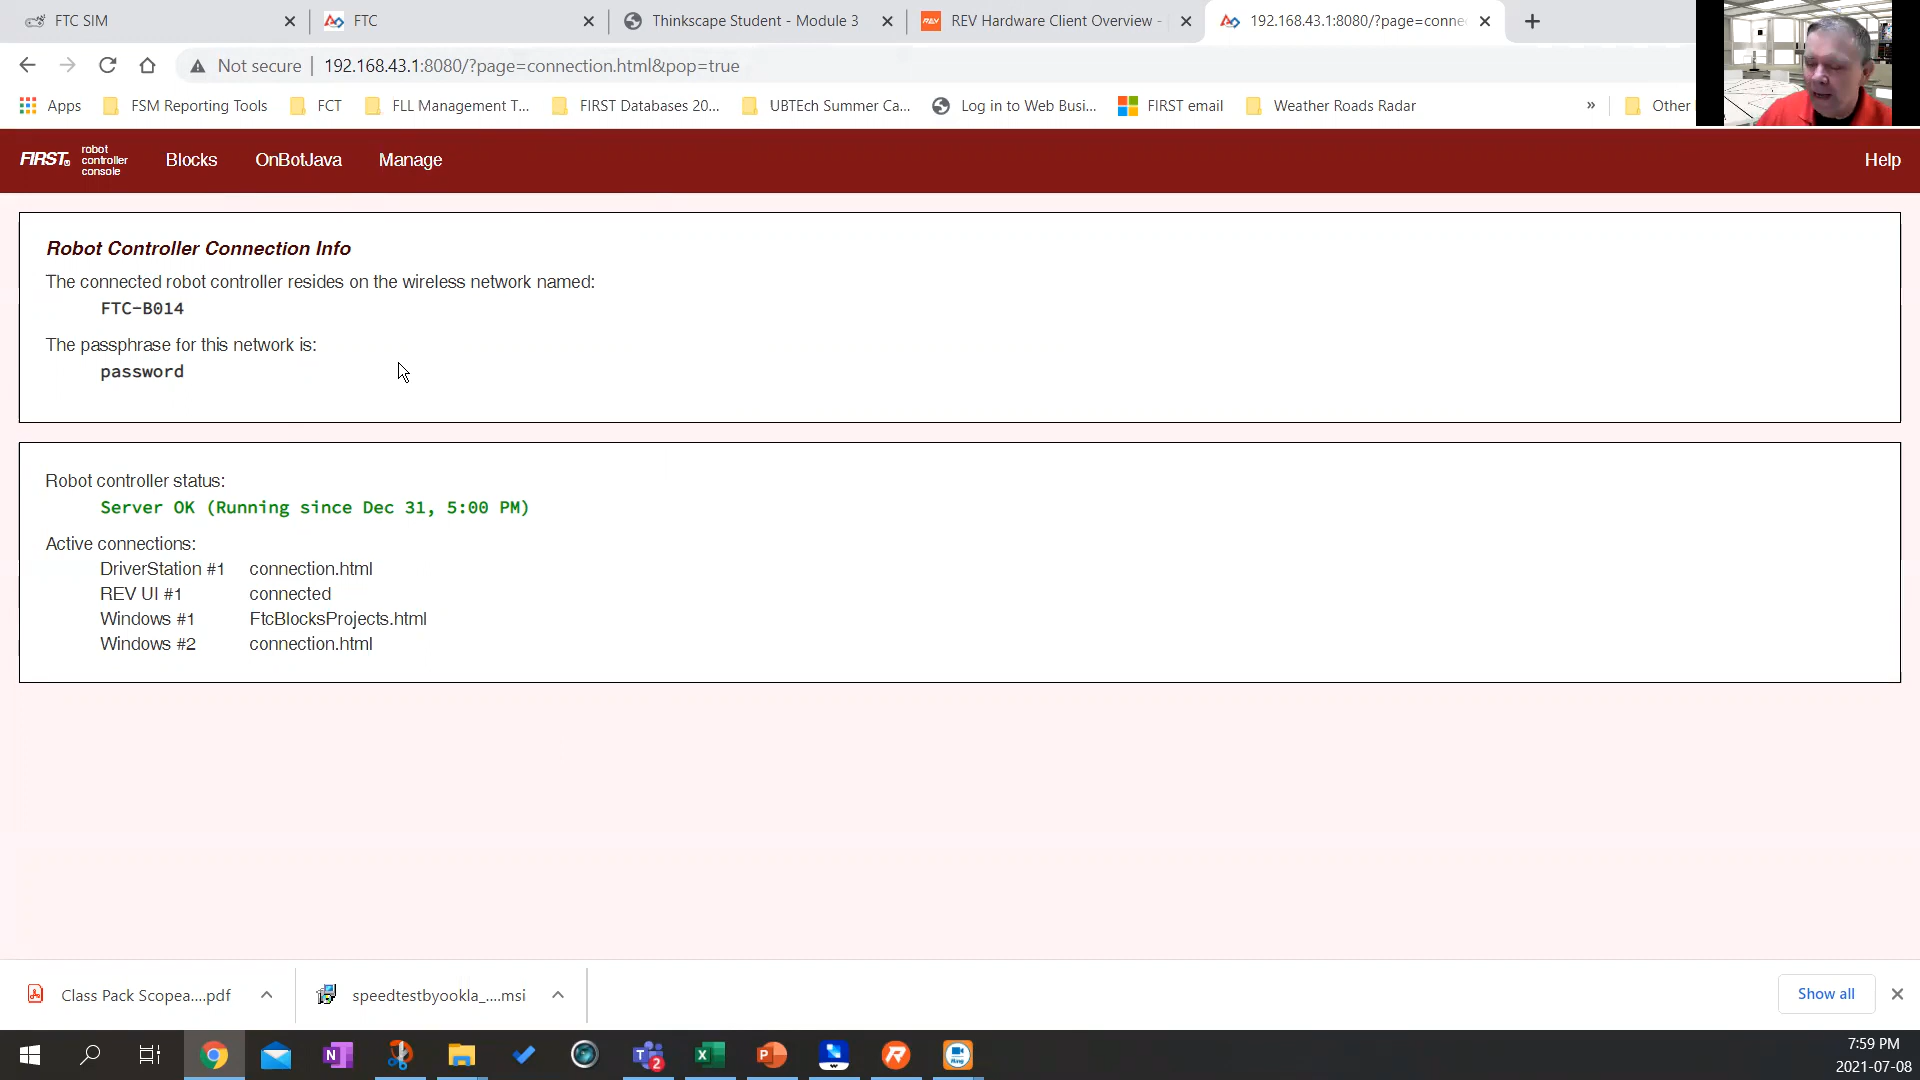 FTC SIM
FTC
Thinkscape Student - Module 3
REV Hardware Client Overview -
192.168.43.1:8080/?page=conne
Not secure
192.168.43.1:8080/?page=connection.html&pop=true
Apps
FSM Reporting Tools
FCT
FLL Management T...
FIRST Databases 20...
UBTEch Summer Ca...
Log in to Web Busi...
FIRST email
Weather Roads Radar
»
Other
FIRST
robot
controller
console
Blocks
OnBotJava
Manage
Help
Robot Controller Connection Info
The connected robot controller resides on the wireless network named:
FTC-B014
The passphrase for this network is:
password
Robot controller status:
Server OK (Running since Dec 31, 5:00 PM)
Active connections:
DriverStation #1 connection.html
REV UI #1 connected
Windows #1 FtcBlocksProjects.html
Windows #2 connection.html
Class Pack Scopea....pdf
speedtestbyookla_....msi
Show all
7:59 PM
2021-07-08